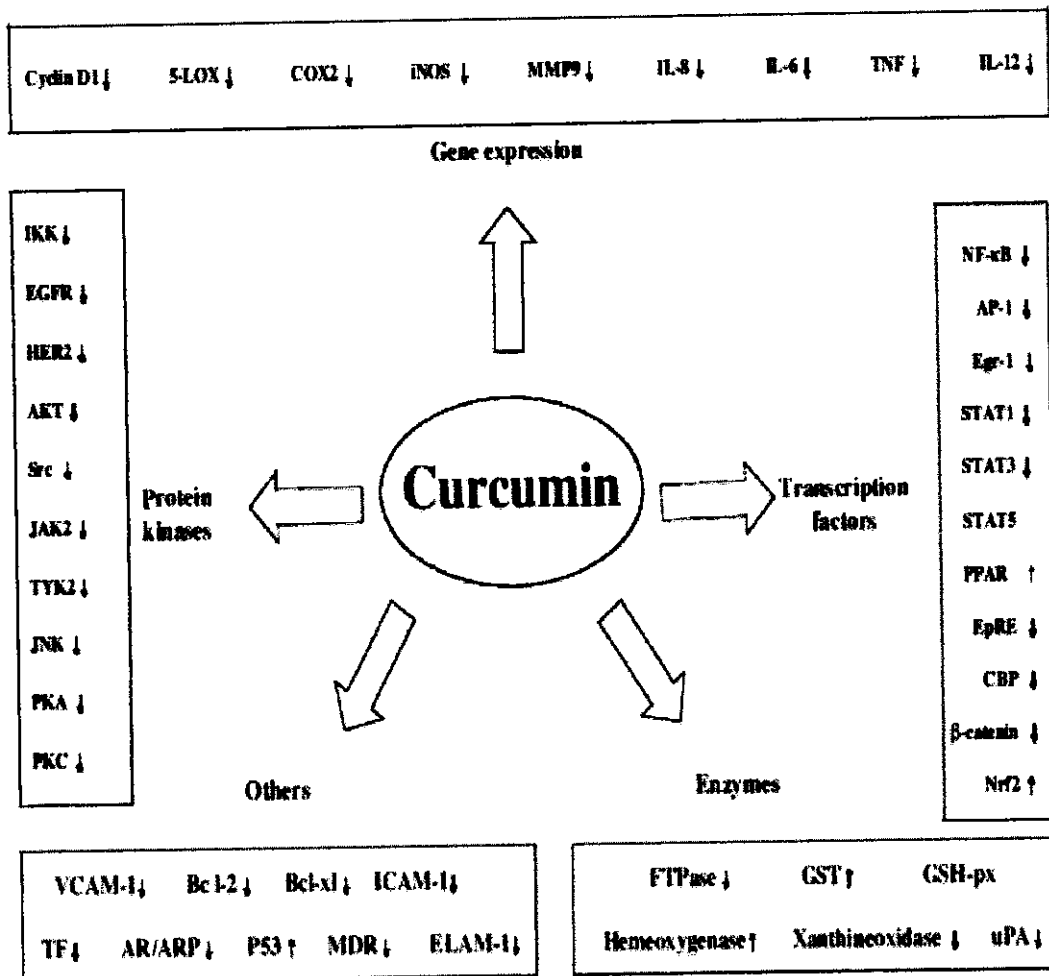 Cyclin D1↓ 5-LOX↓ COX2↓ iNOS↓ MMP9↓ IL-8↓ IL-6↓ TNF↓ IL-12↓
Gene expression
IKK↓
EGFR↓
HER2↓
AKT↓
Src↓
JAK2↓
TYK2↓
JNK↓
PKA↓
PKC↓
Protein
kinases
Curcumin
Transcription
factors
NF-κB↓
AP-1↓
Egr-1↓
STAT1↓
STAT3↓
STAT5
PPAR↑
EpRE↓
CBP↓
β-catenin↓
Nrf2↑
Others
Enzymes
VCAM-1↓ Bcl-2↓ Bcl-xl↓ ICAM-1↓
TF↓ AR/ARP↓ P53↑ MDR↓ ELAM-1↓
FTPase↓ GST↑ GSH-px
Hemeoxygenase↑ Xanthineoxidase↓ uPA↓